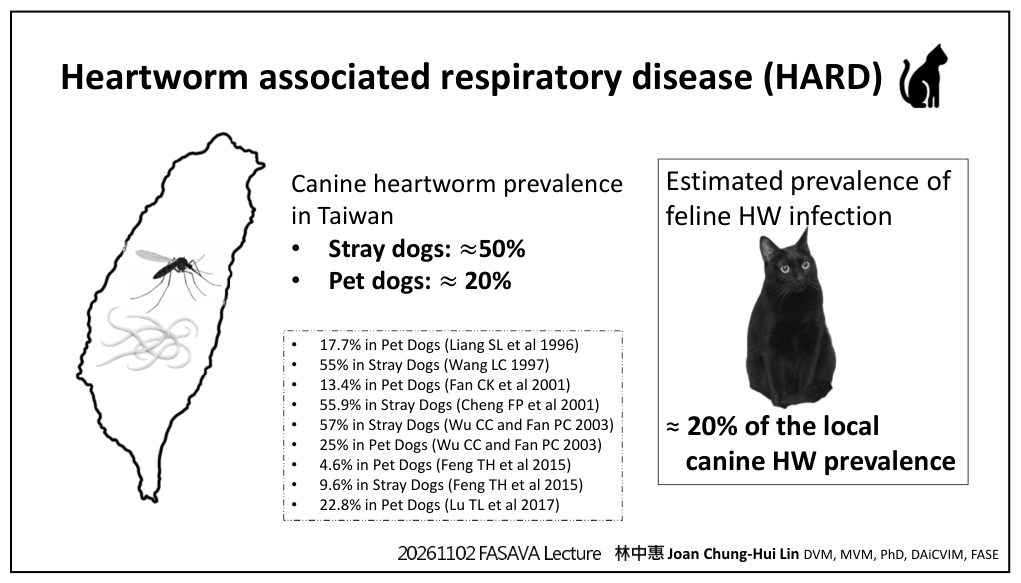 Heartworm associated respiratory disease (HARD)
Canine heartworm prevalence
in Taiwan
• Stray dogs: ≈50%
• Pet dogs: ≈ 20%
• 17.7% in Pet Dogs (Liang SL et al 1996)
• 55% in Stray Dogs (Wang LC 1997)
• 13.4% in Pet Dogs (Fan CK et al 2001)
• 55.9% in Stray Dogs (Cheng FP et al 2001)
• 57% in Stray Dogs (Wu CC and Fan PC 2003)
• 25% in Pet Dogs (Wu CC and Fan PC 2003)
• 4.6% in Pet Dogs (Feng TH et al 2015)
• 9.6% in Stray Dogs (Feng TH et al 2015)
• 22.8% in Pet Dogs (Lu TL et al 2017)
Estimated prevalence of
feline HW infection
≈ 20% of the local
canine HW prevalence
20261102 FASAVA Lecture 林中惠 Joan Chung-Hui Lin DVM, MVM, PhD, DAiCVIM, FASE